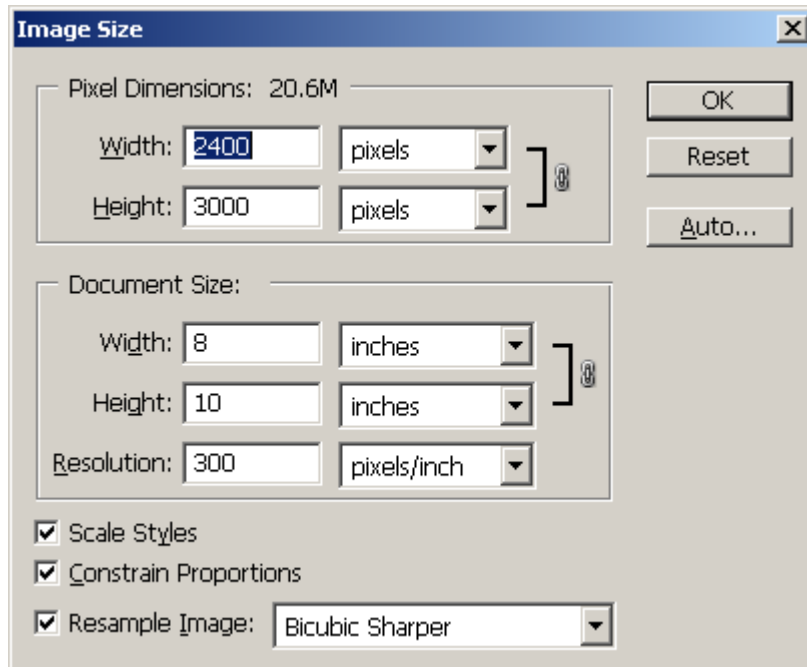 Image Size
Pixel Dimensions: 20.6M
Width: 2400 pixels
Height: 3000 pixels
OK
Reset
Auto...
Document Size:
Width: 8 inches
Height: 10 inches
Resolution: 300 pixels/inch
Scale Styles
Constrain Proportions
Resample Image: Bicubic Sharper